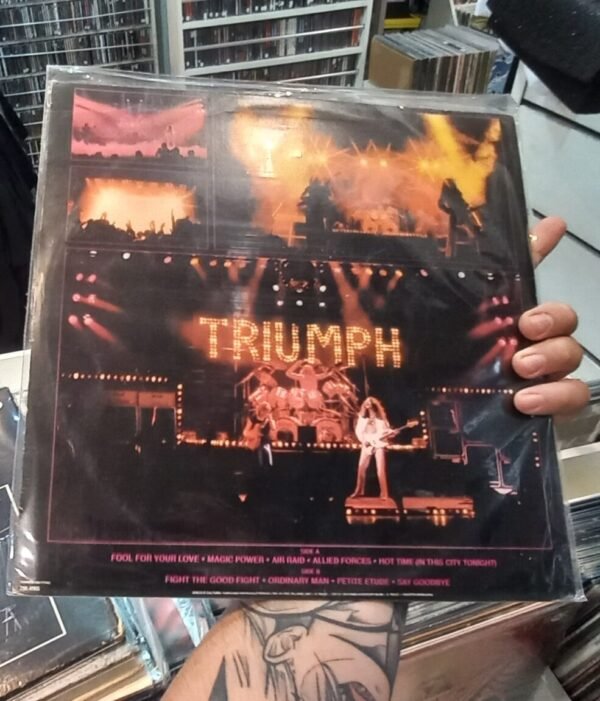 TRIUMPH
SIDE A
FOOL FOR YOUR LOVE • MAGIC POWER • AIR RAID • ALLIED FORCES • HOT TIME (IN THIS CITY TONIGHT)
SIDE B
FIGHT THE GOOD FIGHT • ORDINARY MAN • PETITE ETUDE • SAY GOODBYE